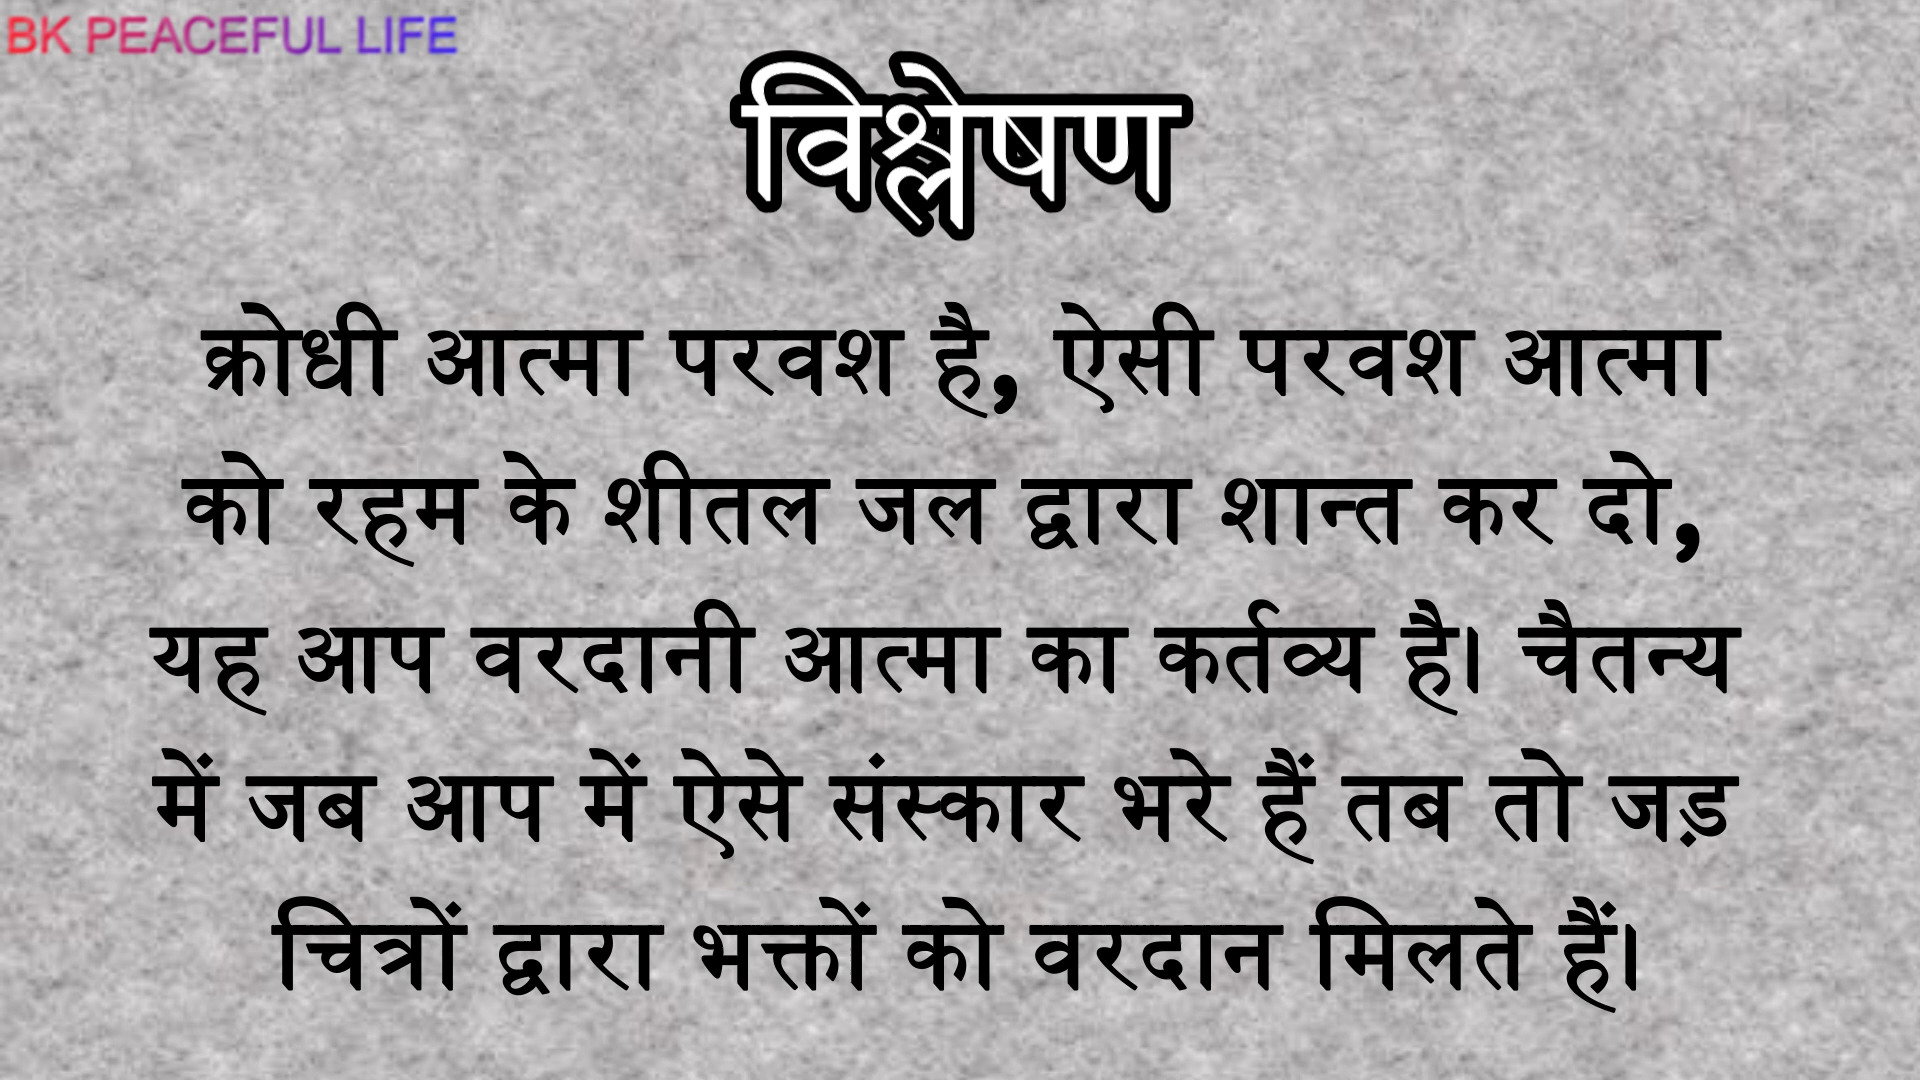 BK PEACEFUL LIFE
विश्लेषण
क्रोधी आत्मा परवश है, ऐसी परवश आत्मा
को रहम के शीतल जल द्वारा शान्त कर दो,
यह आप वरदानी आत्मा का कर्तव्य है। चैतन्य
में जब आप में ऐसे संस्कार भरे हैं तब तो जड़
चित्रों द्वारा भक्तों को वरदान मिलते हैं।